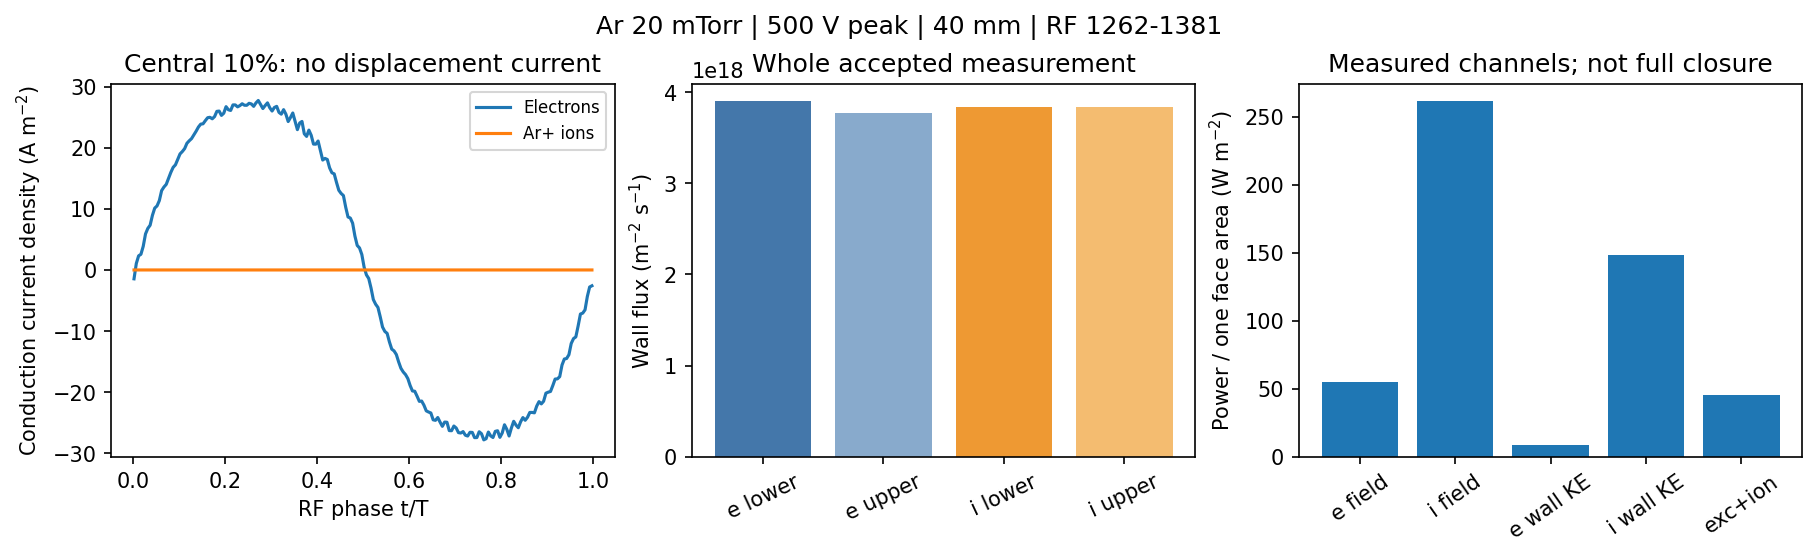 Ar 20 mTorr | 500 V peak | 40 mm | RF 1262-1381
Central 10%: no displacement current
Conduction current density (A m⁻²)
30
20
10
0
−10
−20
−30
0.0 0.2 0.4 0.6 0.8 1.0
RF phase t/T
Electrons
Ar+ ions
Whole accepted measurement
1e18
Wall flux (m⁻² s⁻¹)
4
3
2
1
0
e lower e upper i lower i upper
Measured channels; not full closure
Power / one face area (W m⁻²)
250
200
150
100
50
0
e field i field e wall KE i wall KE exc+ion